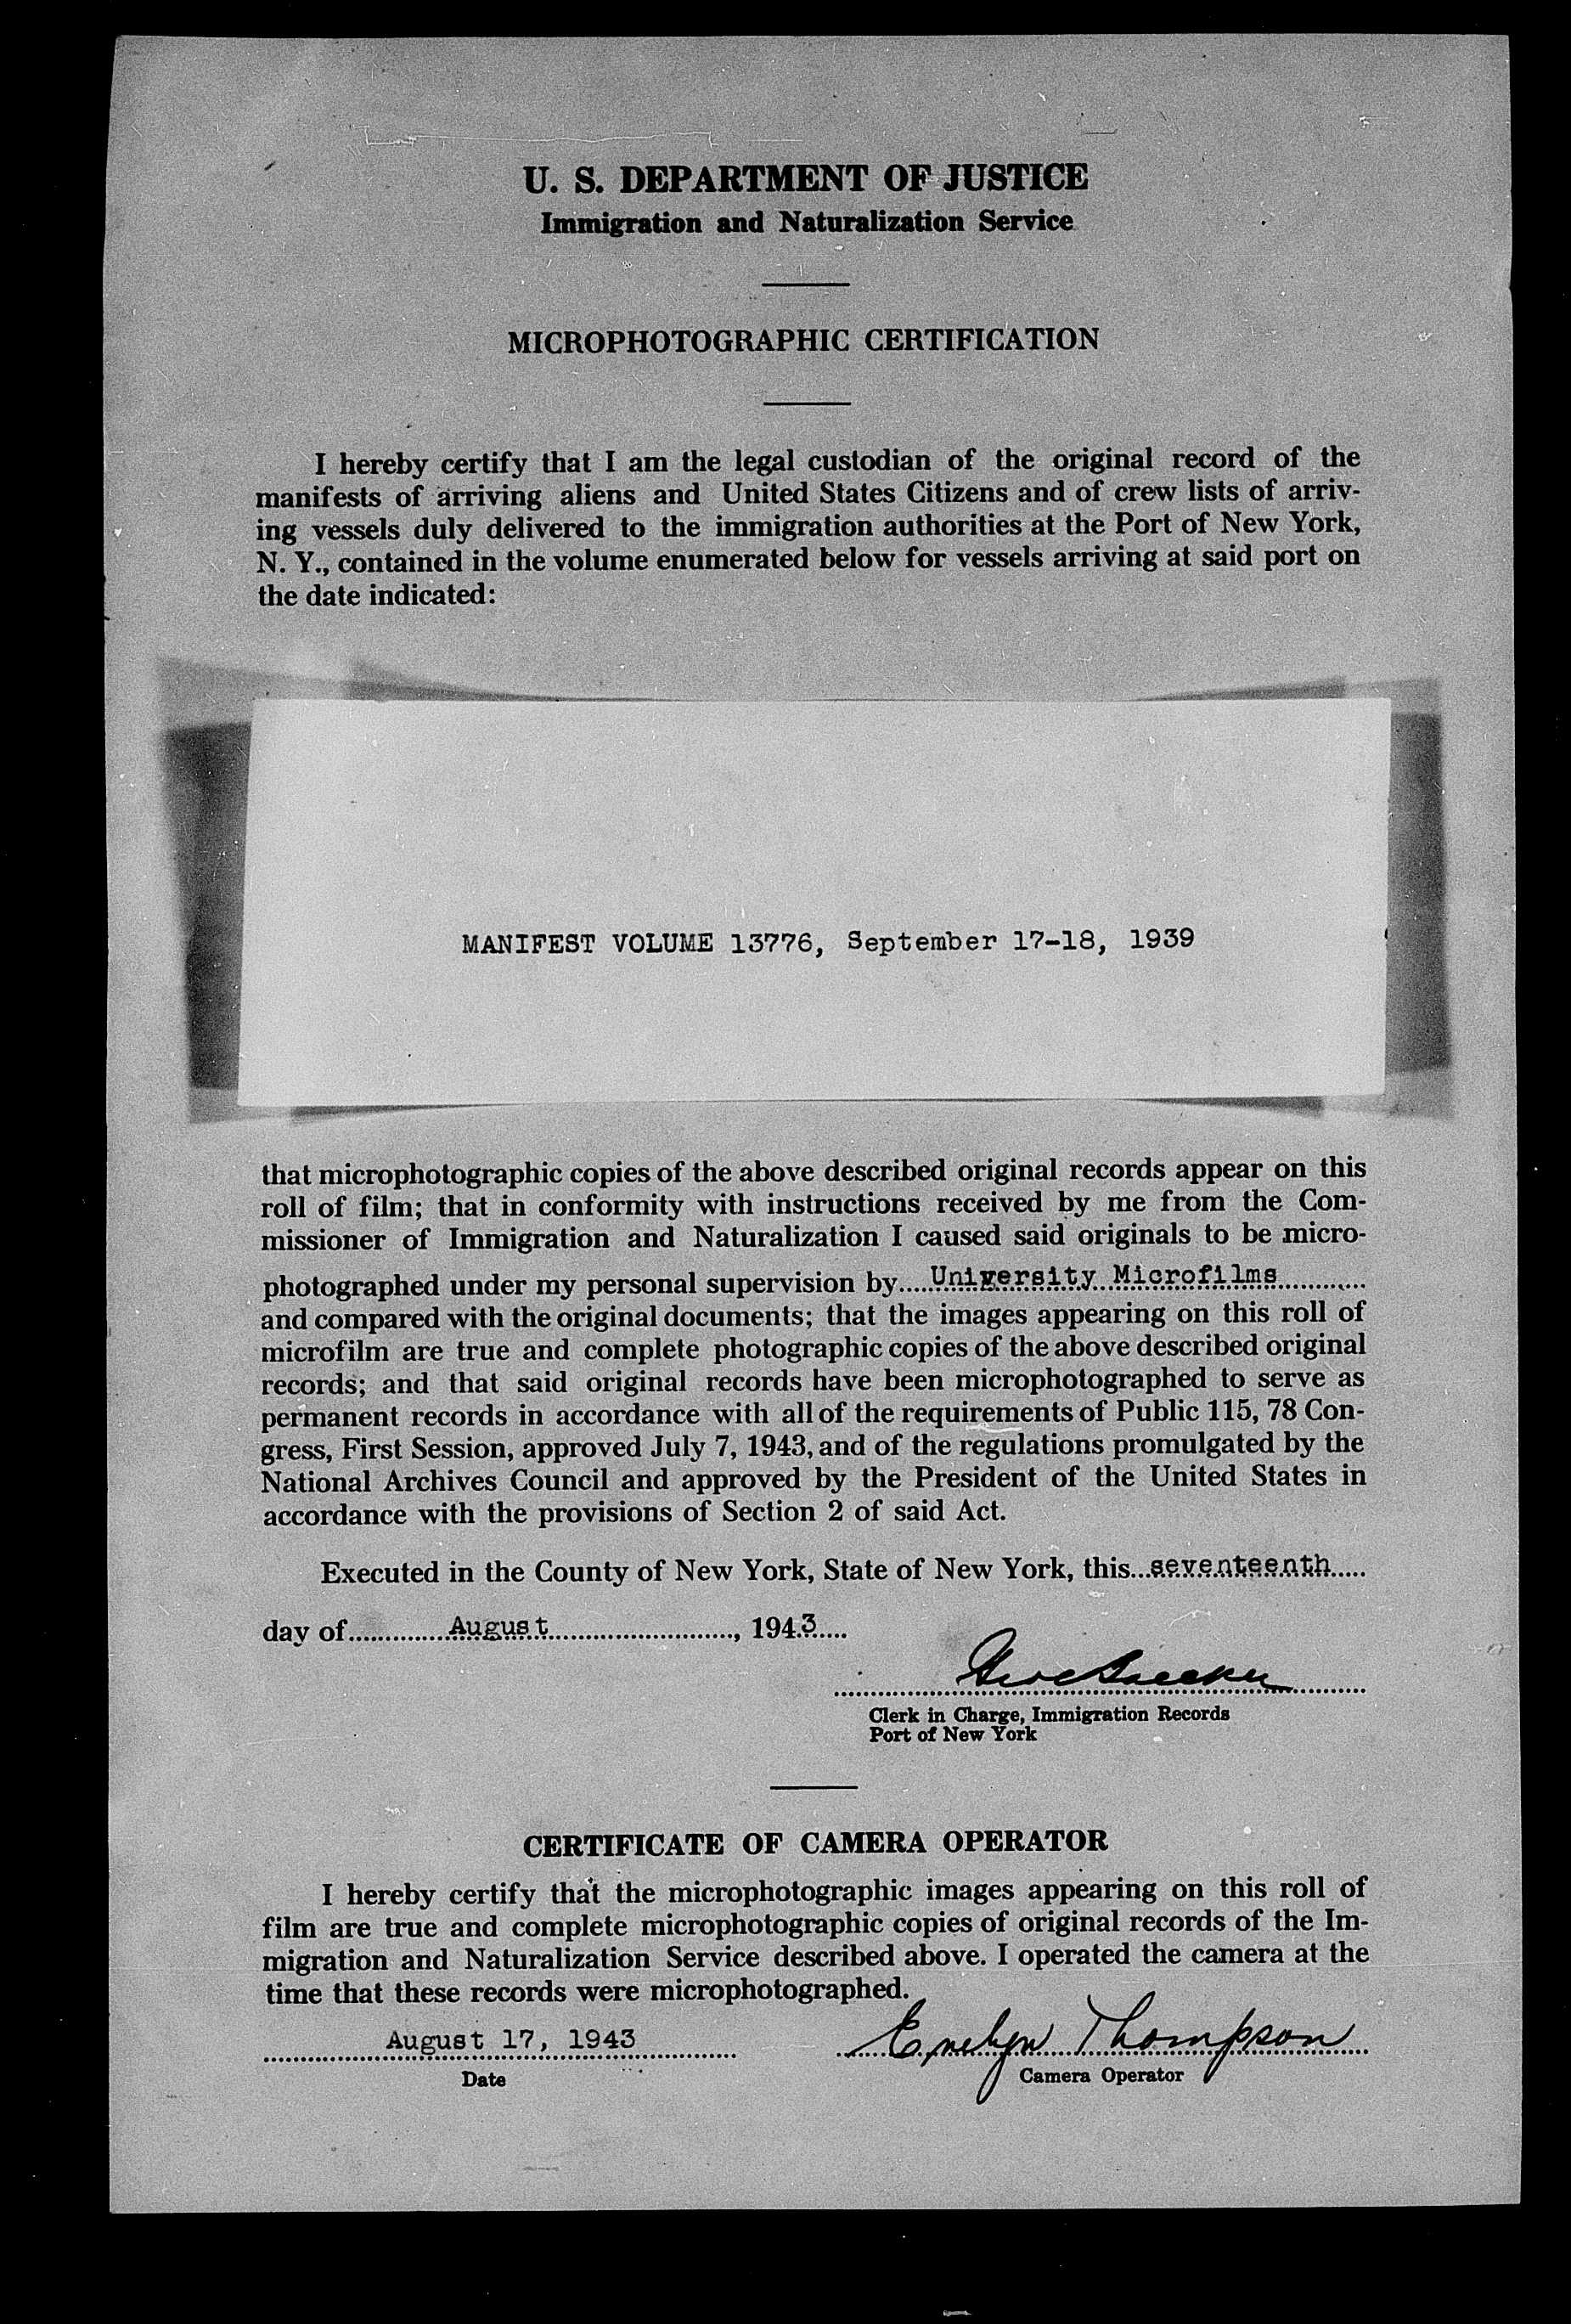 U. S. DEPARTMENT OF JUSTICE
Immigration and Naturalization Service
MICROPHOTOGRAPHIC CERTIFICATION
I hereby certify that I am the legal custodian of the original record of the
manifests of arriving aliens and United States Citizens and of crew lists of arriv-
ing vessels duly delivered to the immigration authorities at the Port of New York,
N. Y., contained in the volume enumerated below for vessels arriving at said port on
the date indicated:
MANIFEST VOLUME 13776, September 17-18, 1939
that microphotographic copies of the above described original records appear on this
roll of film; that in conformity with instructions received by me from the Com-
missioner of Immigration and Naturalization I caused said originals to be micro-
photographed under my personal supervision by....University Microfilms............
and compared with the original documents; that the images appearing on this roll of
microfilm are true and complete photographic copies of the above described original
records; and that said original records have been microphotographed to serve as
permanent records in accordance with all of the requirements of Public 115, 78 Con-
gress, First Session, approved July 7, 1943, and of the regulations promulgated by the
National Archives Council and approved by the President of the United States in
accordance with the provisions of Section 2 of said Act.
Executed in the County of New York, State of New York, this...seventeenth.....
day of..............August.........................., 1943.....
Clerk in Charge, Immigration Records
Port of New York
CERTIFICATE OF CAMERA OPERATOR
I hereby certify that the microphotographic images appearing on this roll of
film are true and complete microphotographic copies of original records of the Im-
migration and Naturalization Service described above. I operated the camera at the
time that these records were microphotographed.
August 17, 1943 Evelyn Thompson
Date Camera Operator